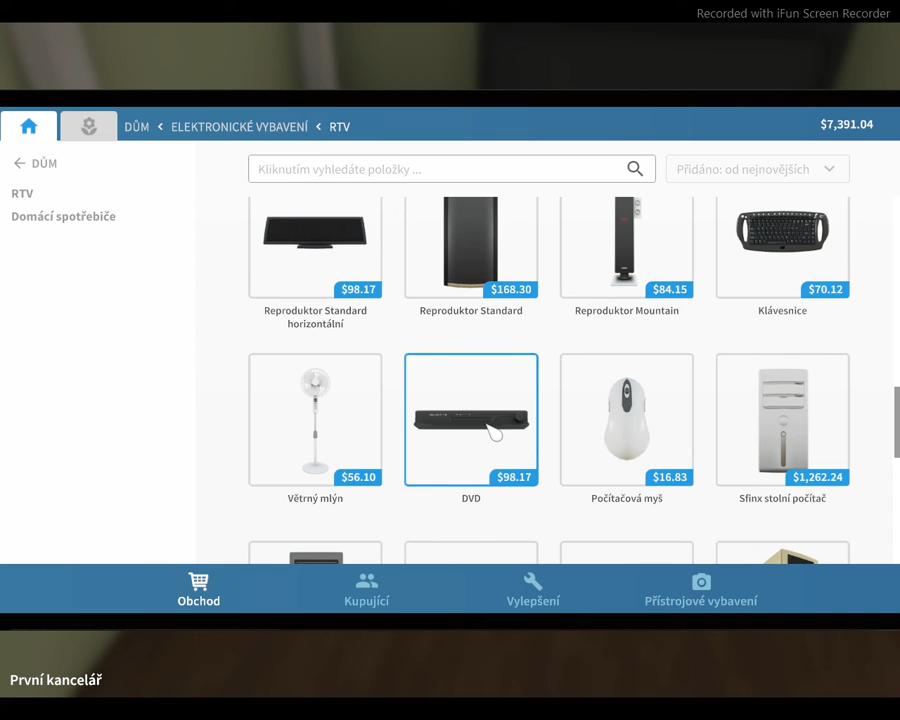 Recorded with iFun Screen Recorder
DŮM < ELEKTRONICKÉ VYBAVENÍ < RTV
$7,391.04
← DŮM
RTV
Domácí spotřebiče
Kliknutím vyhledáte položky ...
Přidáno: od nejnovějších
$98.17
$168.30
$84.15
$70.12
Reproduktor Standard
horizontální
Reproduktor Standard
Reproduktor Mountain
Klávesnice
$56.10
$98.17
$16.83
$1,262.24
Větrný mlýn
DVD
Počítačová myš
Sfinx stolní počítač
Obchod
Kupující
Vylepšení
Přístrojové vybavení
První kancelář